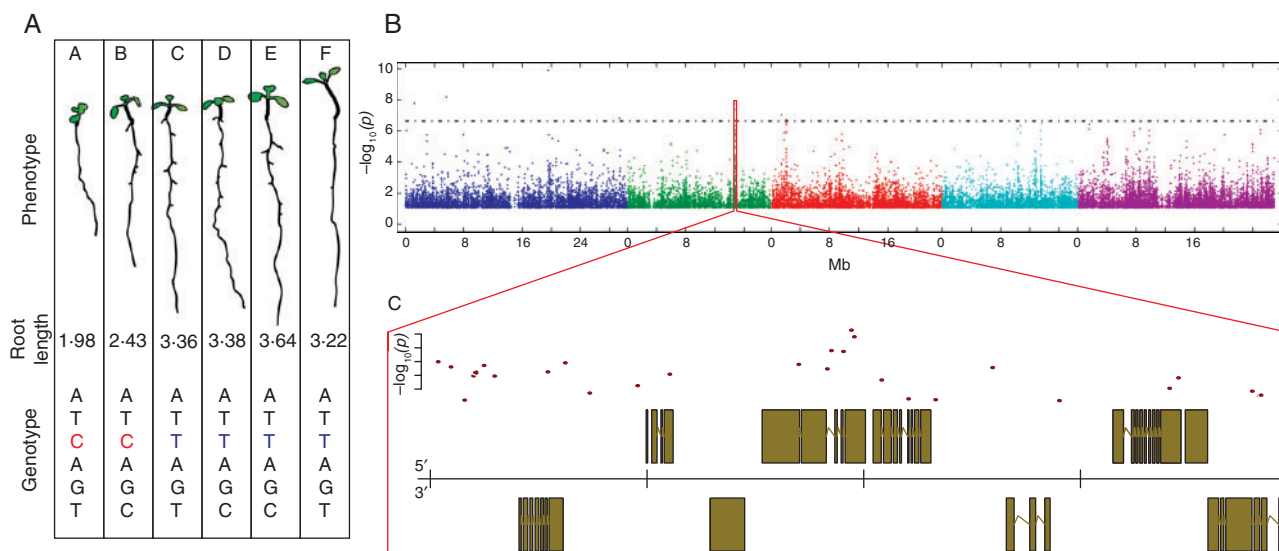 A
A B C D E F
Phenotype
Root length
1·98 2·43 3·36 3·38 3·64 3·22
Genotype
A A A A A A
T T T T T T
C C T T T T
A A A A A A
G G G G G G
T C T C C T
B
−log10(p)
10
8
6
4
2
0
0 8 16 24 0 8 0 8 16 0 8 0 8 16
Mb
C
−log10(p)
5′
3′